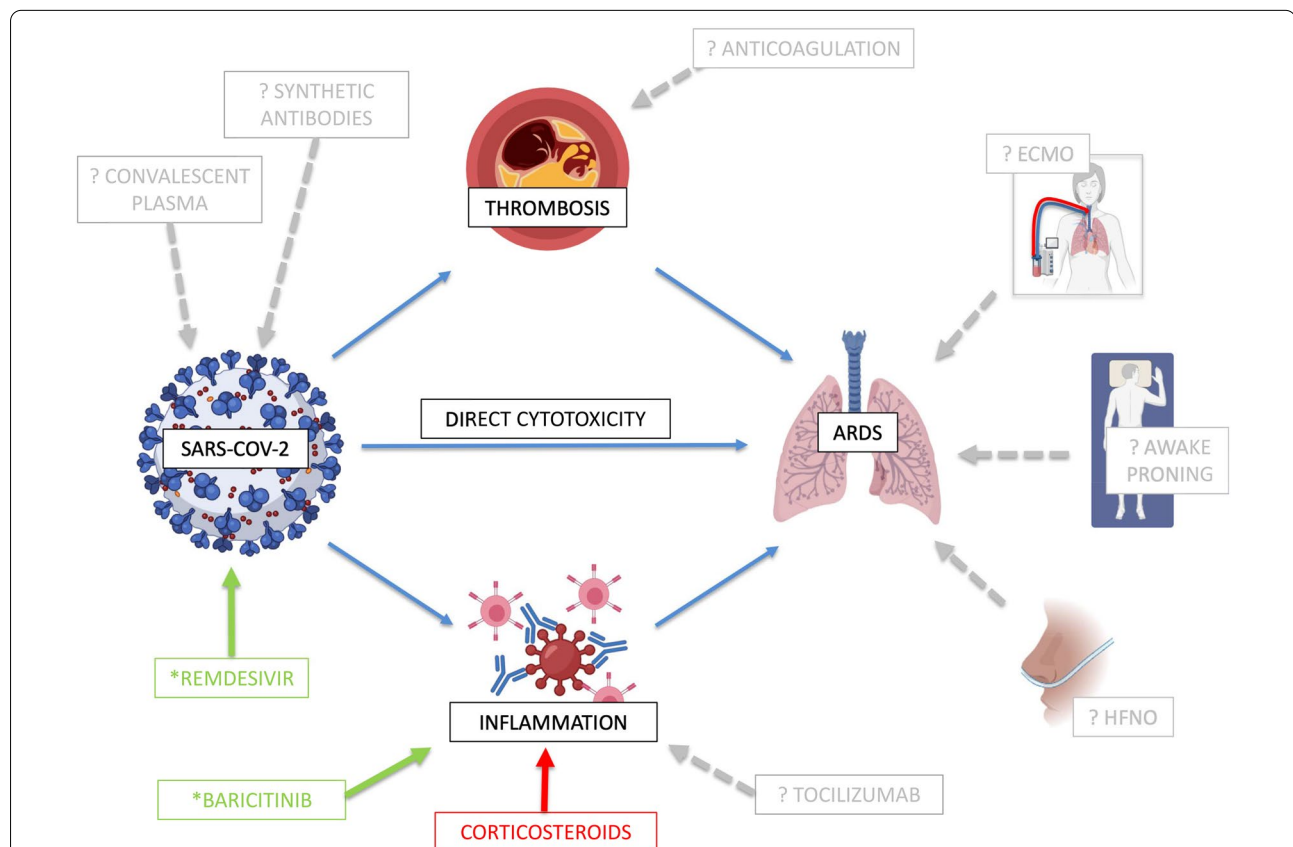 ? ANTICOAGULATION
? SYNTHETIC
ANTIBODIES
? CONVALESCENT
PLASMA
? ECMO
THROMBOSIS
DIRECT CYTOTOXICITY
SARS-COV-2
ARDS
? AWAKE
PRONING
*REMDESIVIR
INFLAMMATION
? HFNO
*BARICITINIB
? TOCILIZUMAB
CORTICOSTEROIDS